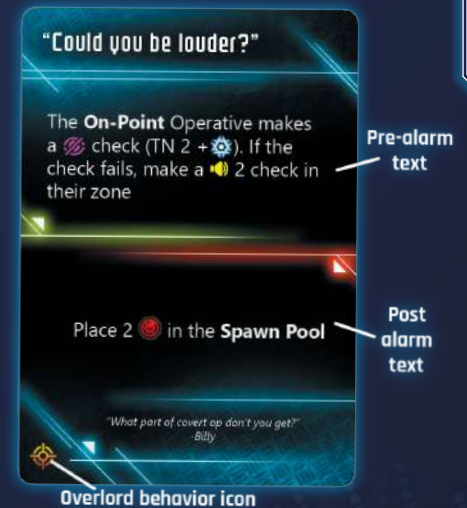 "Could you be louder?"
The On-Point Operative makes
a check (TN 2 + ). If the
check fails, make a 2 check in
their zone
Pre-alarm
text
Place 2 in the Spawn Pool
Post
alarm
text
"What part of covert op don't you get?"
-Billy
Overlord behavior icon